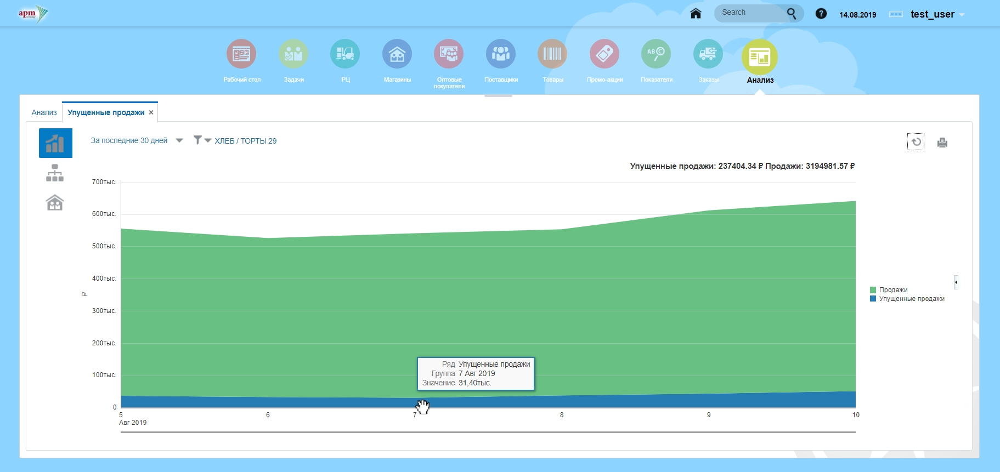 арт
technology
Search
14.08.2019
test_user
Рабочий стол
Задачи
РЦ
Магазины
Оптовые
покупатели
Поставщики
Товары
Промо-акции
Показатели
Заказы
Анализ
Анализ
Упущенные продажи ×
За последние 30 дней
ХЛЕБ / ТОРТЫ 29
Упущенные продажи: 237404.34 ₽ Продажи: 3194981.57 ₽
700тыс.
600тыс.
500тыс.
400тыс.
₽
300тыс.
200тыс.
100тыс.
0
Ряд Упущенные продажи
Группа 7 Авг 2019
Значение 31,40тыс.
5 6 7 8 9 10
Авг 2019
Продажи
Упущенные продажи